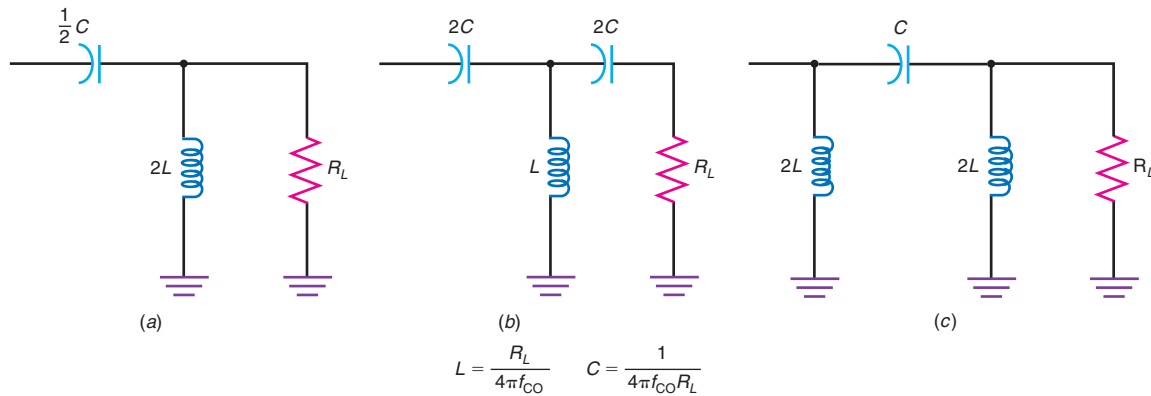 1/2 C
2C 2C
C
2L
R_L
L
R_L
2L
2L
R_L
(a)
(b)
(c)
L = R_L / 4πf_CO C = 1 / 4πf_CO R_L